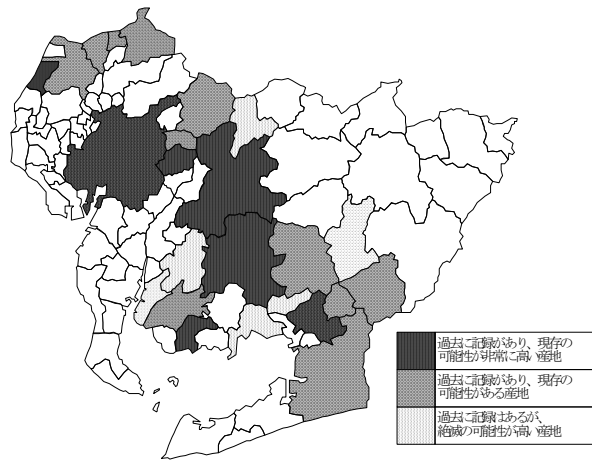 過去に記録があり、現存の
可能性が非常に高い産地
過去に記録があり、現存の
可能性がある産地
過去に記録はあるが、
絶滅の可能性が高い産地